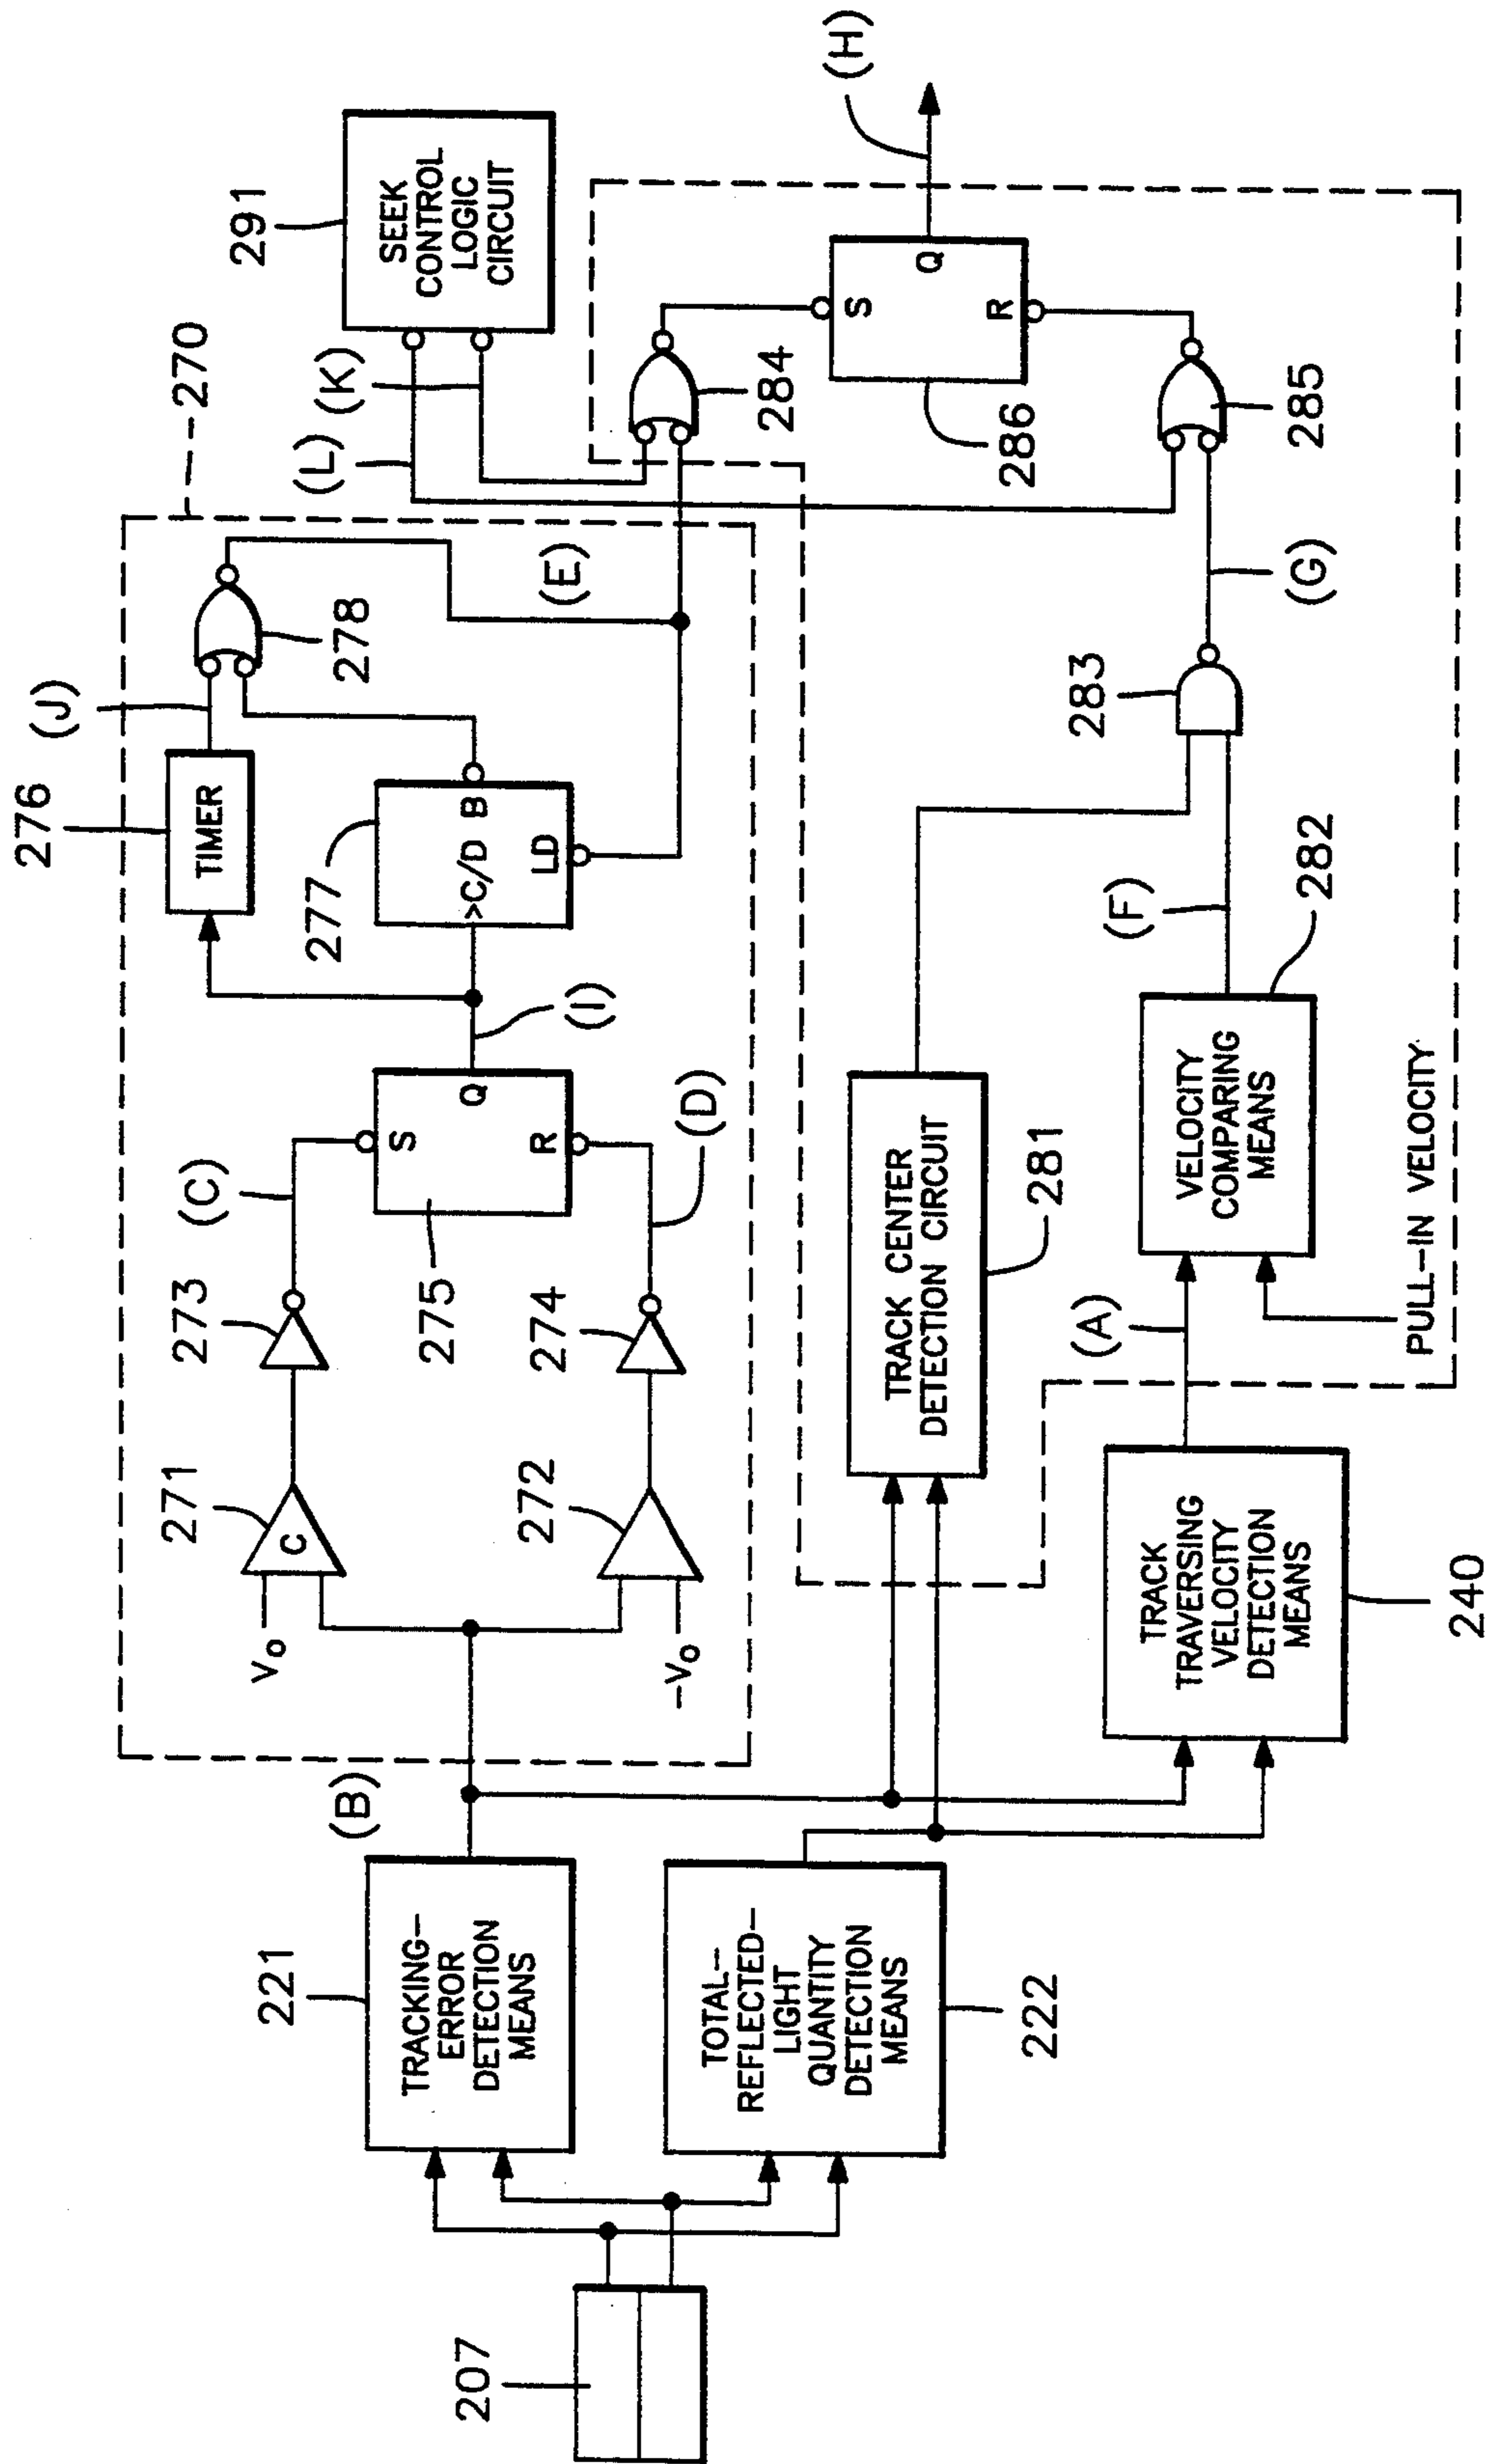 207
221
TRACKING-
ERROR
DETECTION
MEANS
TOTAL-
REFLECTED-
LIGHT
QUANTITY
DETECTION
MEANS
222
(B)
V0
-V0
271
C
272
273
274
(C)
(D)
275
S
R
Q
(I)
276
TIMER
277
>C/D
B
LD
(J)
278
270
(E)
(L)
(K)
291
SEEK
CONTROL
LOGIC
CIRCUIT
TRACK
TRAVERSING
VELOCITY
DETECTION
MEANS
240
(A)
PULL-IN VELOCITY
TRACK CENTER
DETECTION CIRCUIT
281
VELOCITY
COMPARING
MEANS
282
(F)
283
(G)
284
285
286
S
R
Q
(H)